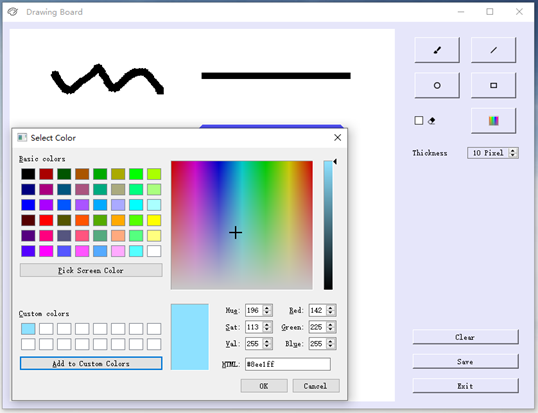 Drawing Board
Select Color
Basic colors
Pick Screen Color
Custom colors
Add to Custom Colors
Hue: 196 Red: 142
Sat: 113 Green: 225
Val: 255 Blue: 255
HTML: #8ee1ff
OK Cancel
Thickness 10 Pixel
Clear
Save
Exit